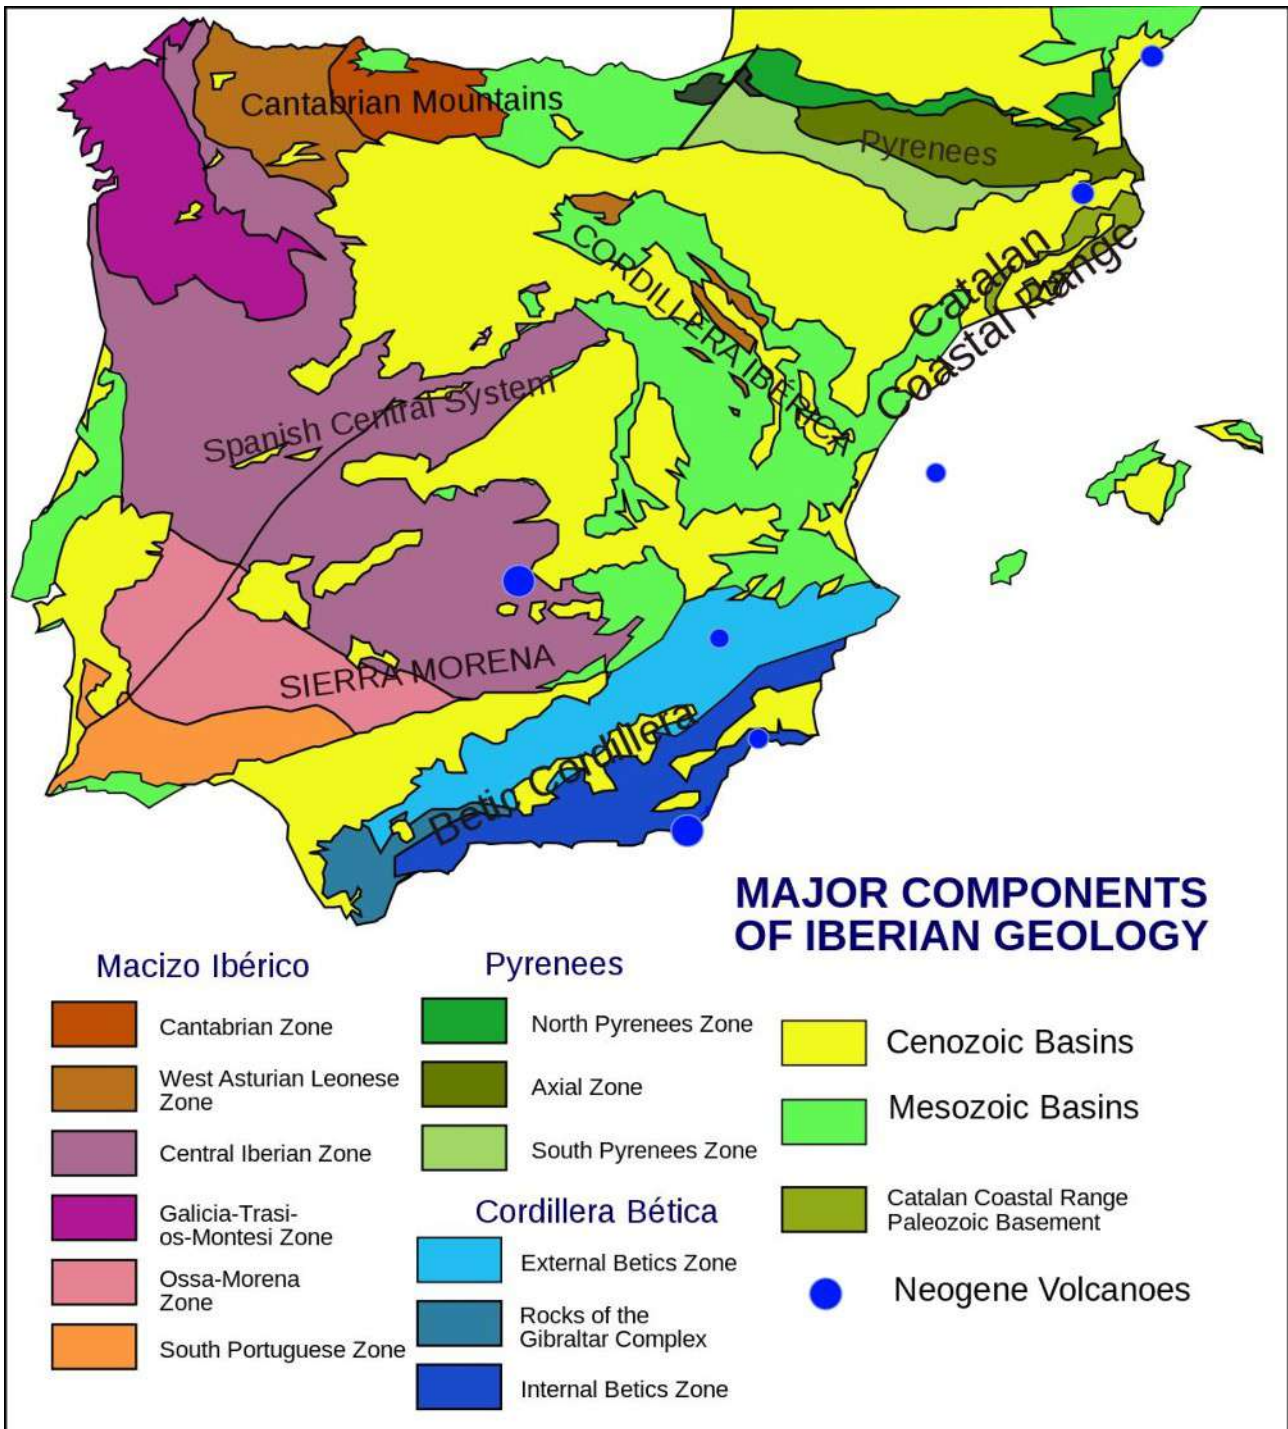 Cantabrian Mountains
Pyrenees
CORDILLERA IBÉRICA
Catalan
Coastal Range
Spanish Central System
SIERRA MORENA
Betic Cordillera
MAJOR COMPONENTS
OF IBERIAN GEOLOGY
Macizo Ibérico
Cantabrian Zone
West Asturian Leonese
Zone
Central Iberian Zone
Galicia-Trasi-
os-Montesi Zone
Ossa-Morena
Zone
South Portuguese Zone
Pyrenees
North Pyrenees Zone
Axial Zone
South Pyrenees Zone
Cordillera Bética
External Betics Zone
Rocks of the
Gibraltar Complex
Internal Betics Zone
Cenozoic Basins
Mesozoic Basins
Catalan Coastal Range
Paleozoic Basement
Neogene Volcanoes